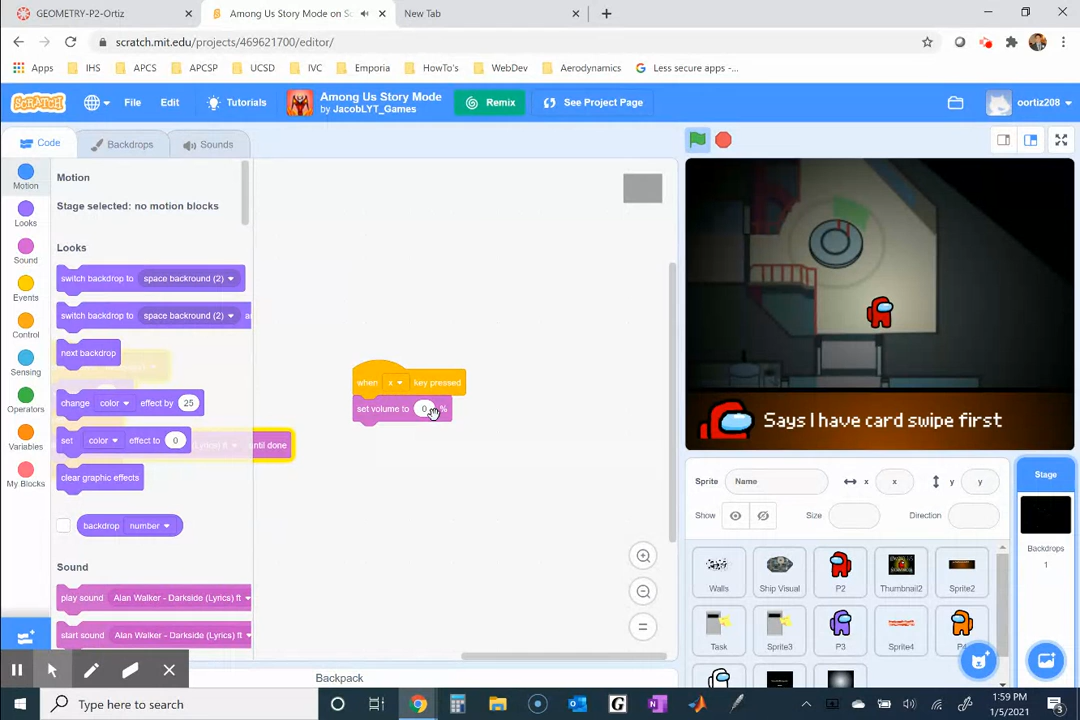 GEOMETRY-P2-Ortiz
Among Us Story Mode on Sc
New Tab
scratch.mit.edu/projects/469621700/editor/
Apps IHS APCS APCSP UCSD IVC Emporia HowTo's WebDev Aerodynamics Less secure apps -...
SCRATCH File Edit Tutorials Among Us Story Mode Remix See Project Page oortiz208
by JacobLYT_Games
Code Backdrops Sounds
Motion
Looks
Sound
Events
Control
Sensing
Operators
Variables
My Blocks
Motion
Stage selected: no motion blocks
Looks
switch backdrop to space backround (2)
switch backdrop to space backround (2)
next backdrop
change color effect by 25
set color effect to 0
clear graphic effects
backdrop number
Sound
play sound Alan Walker - Darkside (Lyrics) ft
start sound Alan Walker - Darkside (Lyrics) ft
until done
when x key pressed
set volume to 0 %
Says I have card swipe first
Sprite Name x x y y
Show Size Direction
Stage
Backdrops
1
Walls Ship Visual P2 Thumbnail2 Sprite2
Task Sprite3 P3 Sprite4
Backpack
Type here to search
1:59 PM
1/5/2021